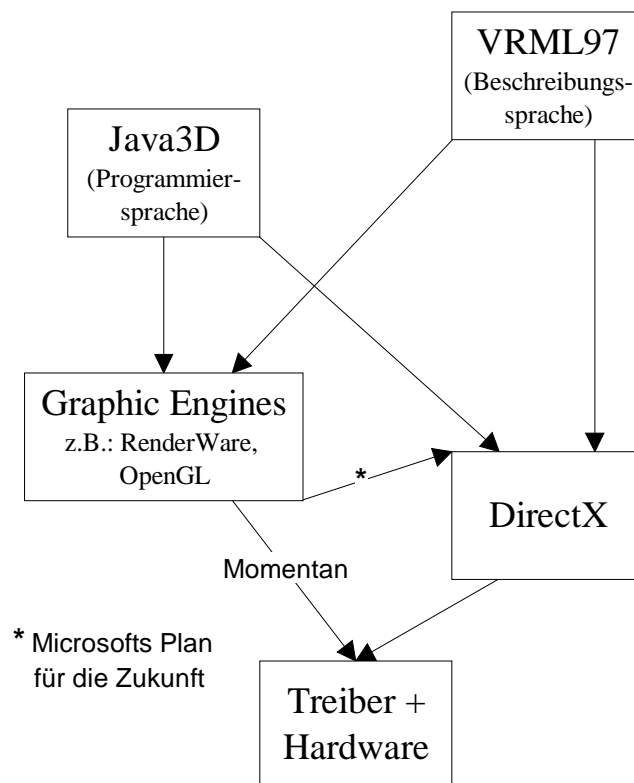 VRML97
(Beschreibungs-
sprache)
Java3D
(Programmier-
sprache)
Graphic Engines
z.B.: RenderWare,
OpenGL
*
DirectX
Momentan
* Microsofts Plan
für die Zukunft
Treiber +
Hardware